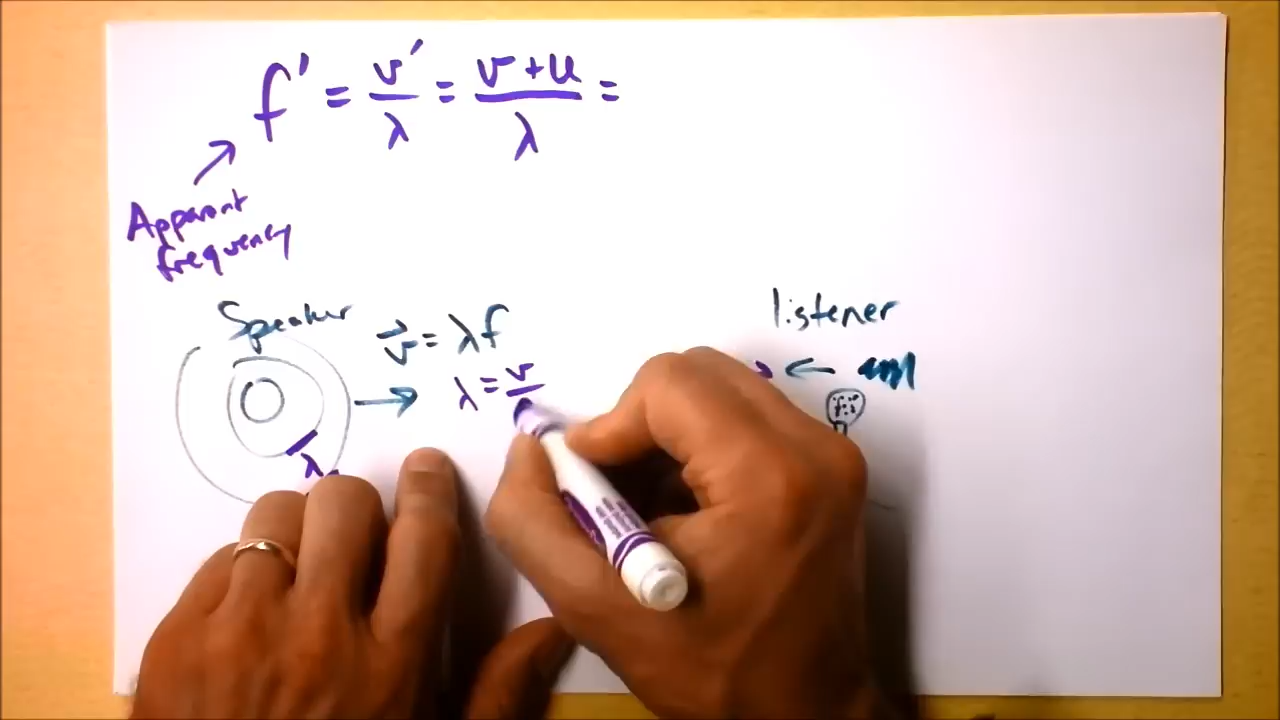 f' = v'/λ = v+u/λ =
Apparent
frequency
Speaker
listener
v⃗ = λf
λ = v/
λ